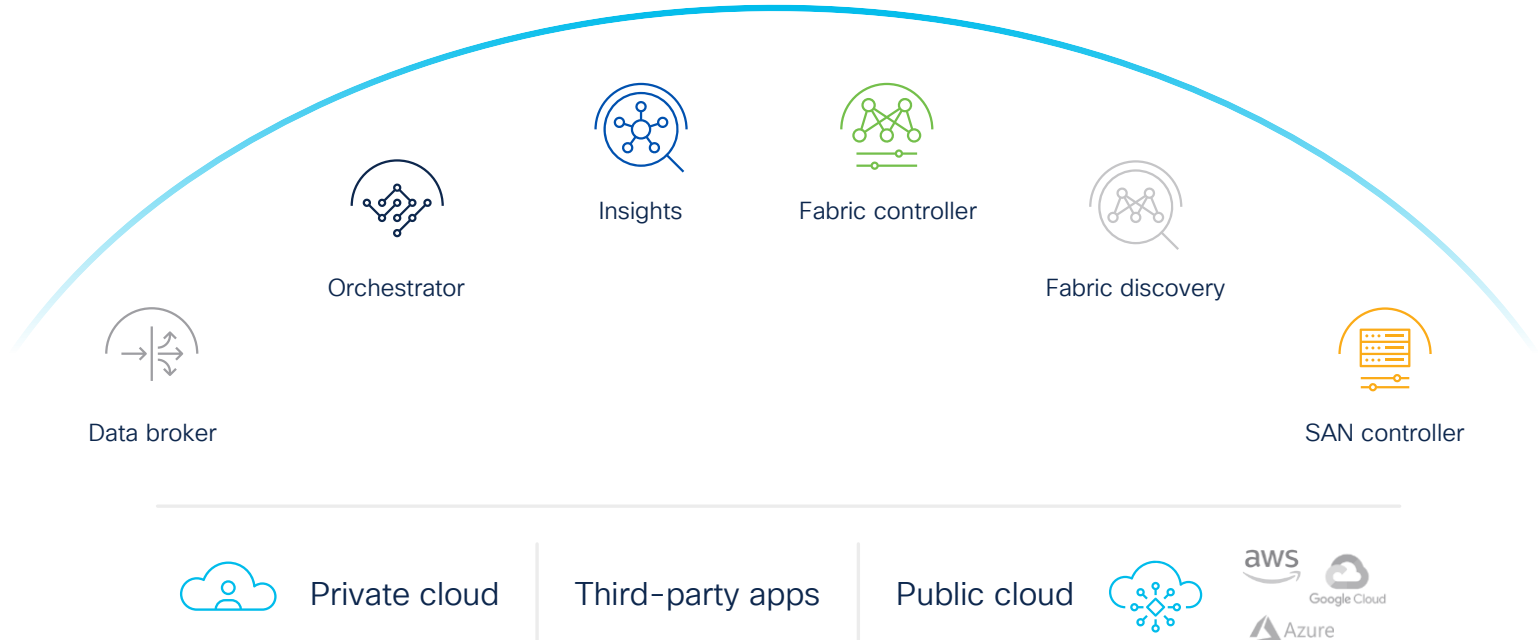 Insights
Fabric controller
Orchestrator
Fabric discovery
Data broker
SAN controller
Private cloud
Third-party apps
Public cloud
aws
Google Cloud
Azure